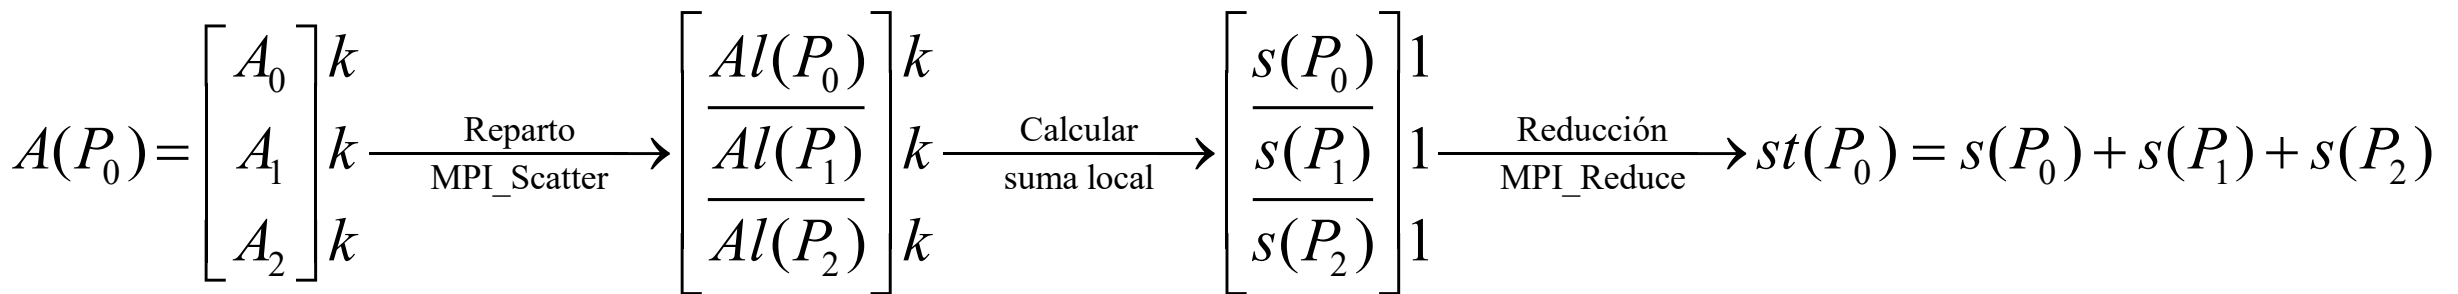 A(P₀) = [A₀ A₁ A₂] k k k Reparto MPI_Scatter [Al(P₀) Al(P₁) Al(P₂)] k k k Calcular suma local [s(P₀) s(P₁) s(P₂)] 1 1 1 Reducción MPI_Reduce st(P₀) = s(P₀) + s(P₁) + s(P₂)